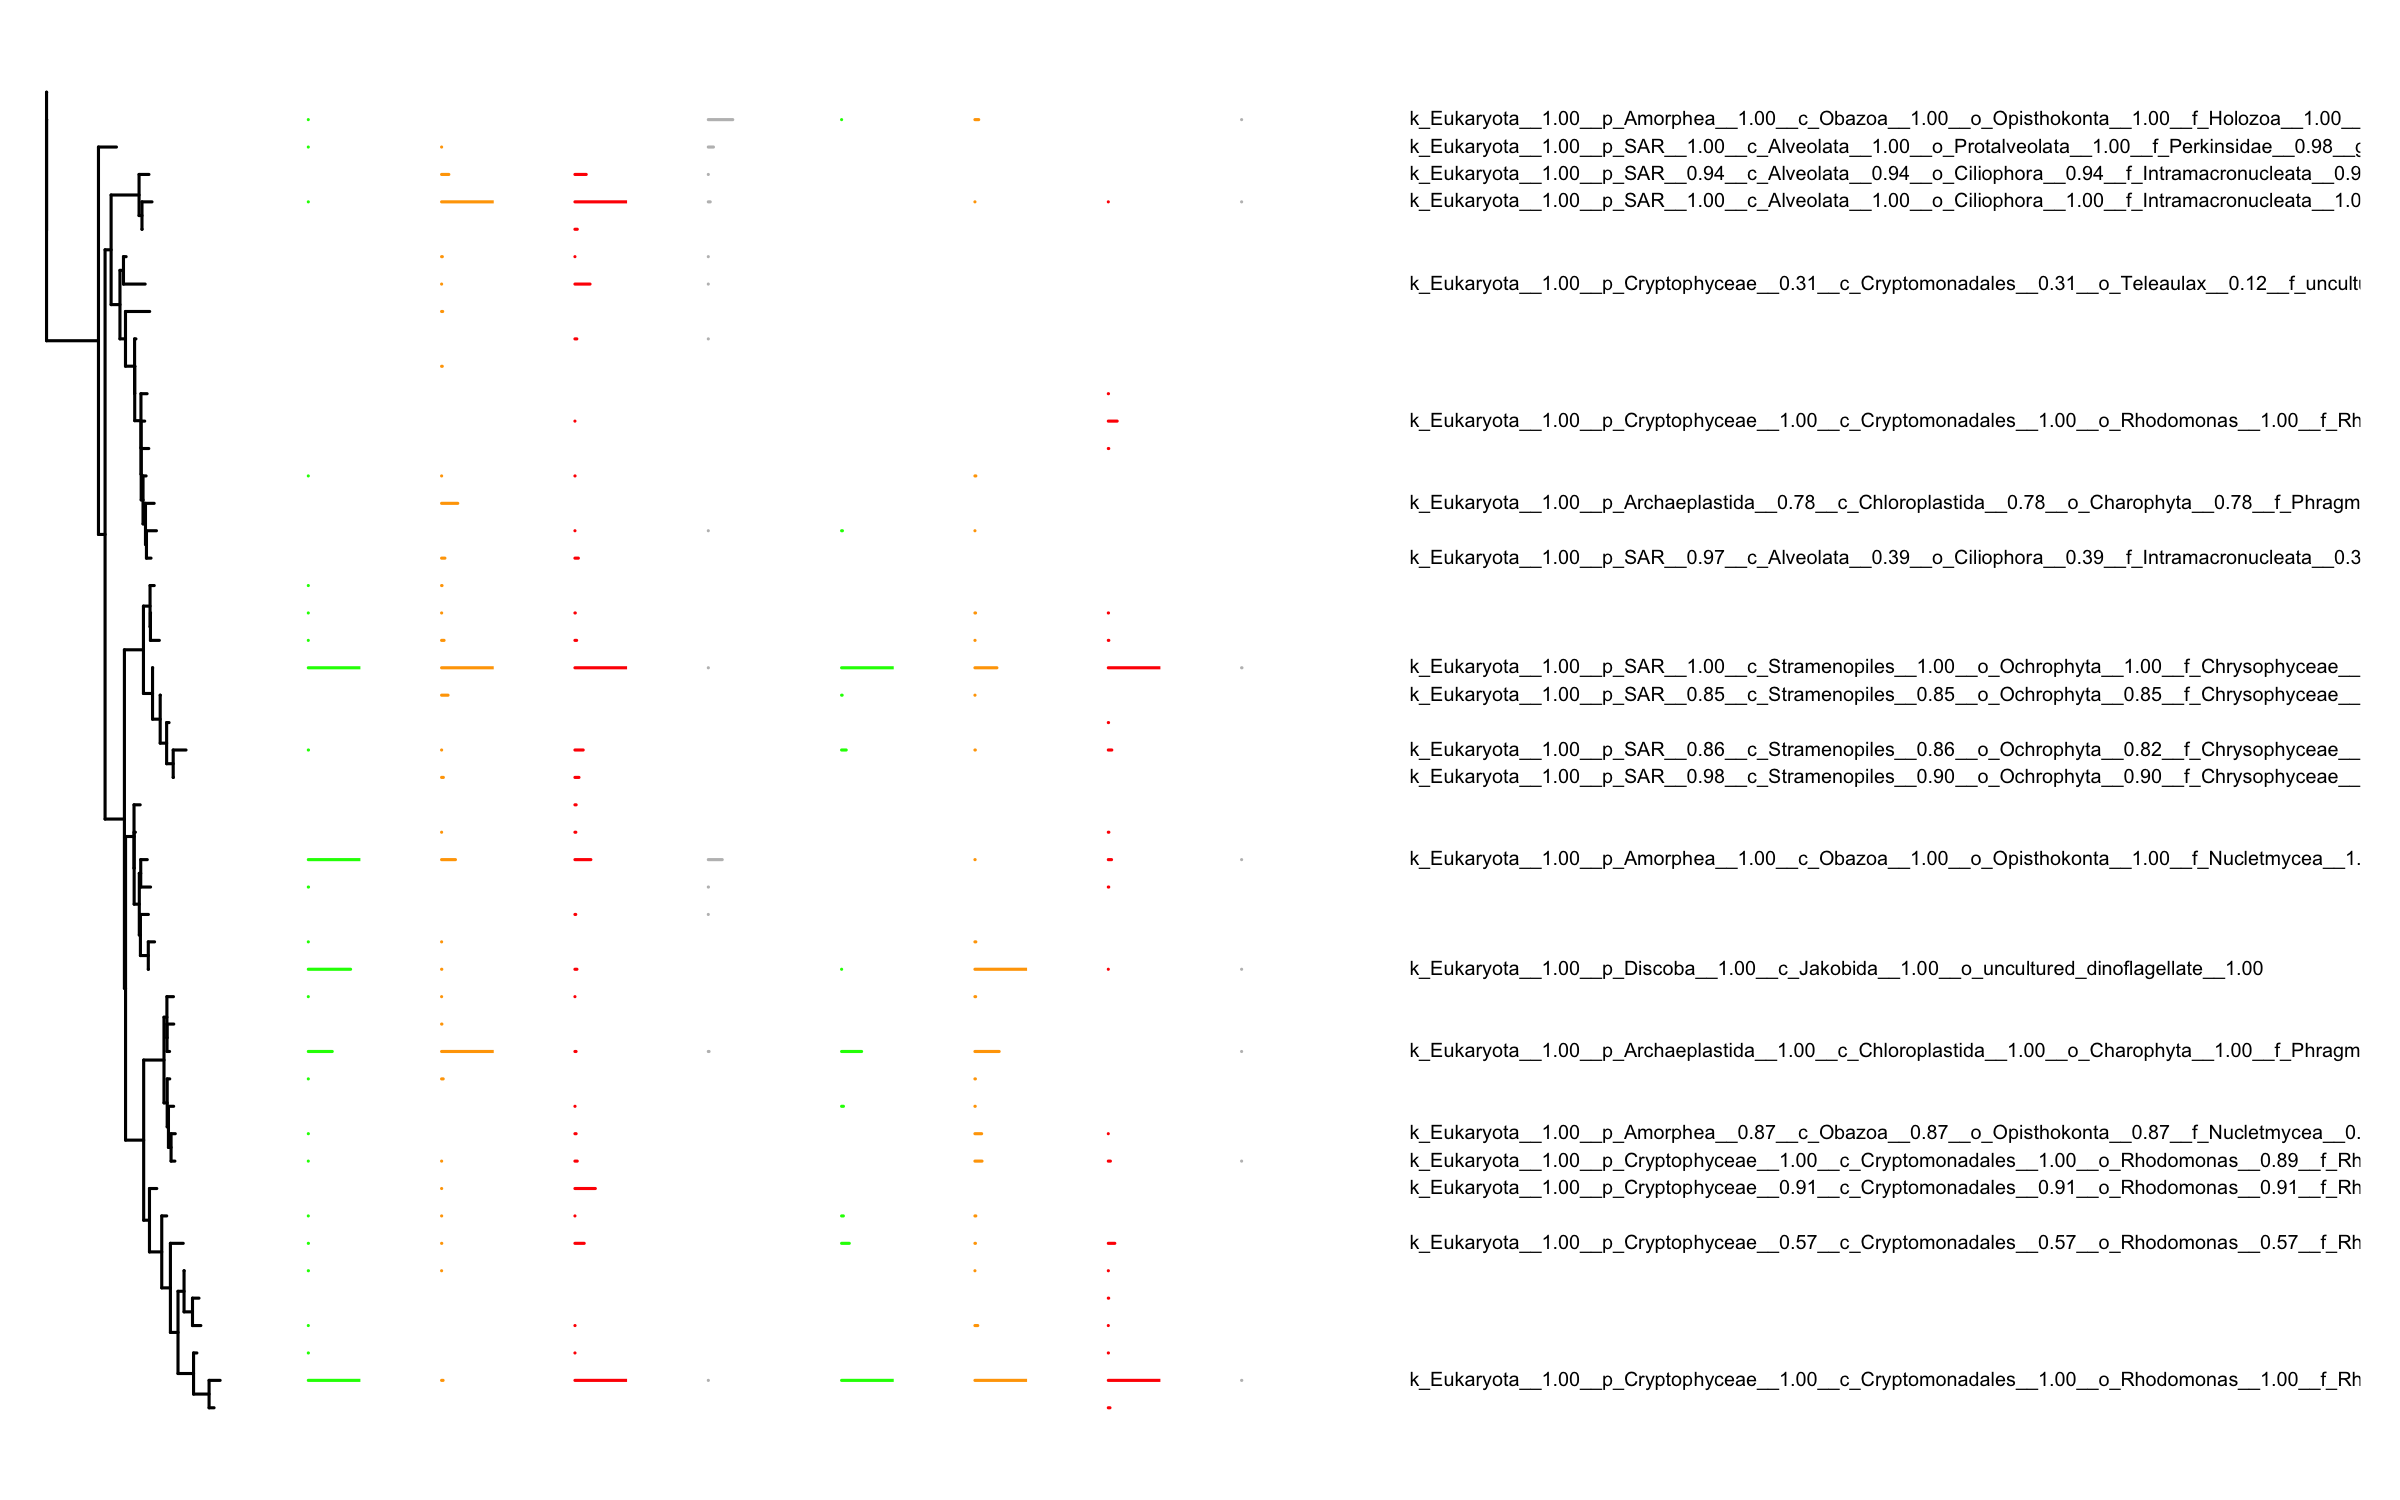 k_Eukaryota__1.00__p_Amorphea__1.00__c_Obazoa__1.00__o_Opisthokonta__1.00__f_Holozoa__1.00__
k_Eukaryota__1.00__p_SAR__1.00__c_Alveolata__1.00__o_Protalveolata__1.00__f_Perkinsidae__0.98__g
k_Eukaryota__1.00__p_SAR__0.94__c_Alveolata__0.94__o_Ciliophora__0.94__f_Intramacronucleata__0.9
k_Eukaryota__1.00__p_SAR__1.00__c_Alveolata__1.00__o_Ciliophora__1.00__f_Intramacronucleata__1.0
k_Eukaryota__1.00__p_Cryptophyceae__0.31__c_Cryptomonadales__0.31__o_Teleaulax__0.12__f_uncultu
k_Eukaryota__1.00__p_Cryptophyceae__1.00__c_Cryptomonadales__1.00__o_Rhodomonas__1.00__f_Rh
k_Eukaryota__1.00__p_Archaeplastida__0.78__c_Chloroplastida__0.78__o_Charophyta__0.78__f_Phragm
k_Eukaryota__1.00__p_SAR__0.97__c_Alveolata__0.39__o_Ciliophora__0.39__f_Intramacronucleata__0.3
k_Eukaryota__1.00__p_SAR__1.00__c_Stramenopiles__1.00__o_Ochrophyta__1.00__f_Chrysophyceae__
k_Eukaryota__1.00__p_SAR__0.85__c_Stramenopiles__0.85__o_Ochrophyta__0.85__f_Chrysophyceae__
k_Eukaryota__1.00__p_SAR__0.86__c_Stramenopiles__0.86__o_Ochrophyta__0.82__f_Chrysophyceae__
k_Eukaryota__1.00__p_SAR__0.98__c_Stramenopiles__0.90__o_Ochrophyta__0.90__f_Chrysophyceae__
k_Eukaryota__1.00__p_Amorphea__1.00__c_Obazoa__1.00__o_Opisthokonta__1.00__f_Nucletmycea__1.
k_Eukaryota__1.00__p_Discoba__1.00__c_Jakobida__1.00__o_uncultured_dinoflagellate__1.00
k_Eukaryota__1.00__p_Archaeplastida__1.00__c_Chloroplastida__1.00__o_Charophyta__1.00__f_Phragm
k_Eukaryota__1.00__p_Amorphea__0.87__c_Obazoa__0.87__o_Opisthokonta__0.87__f_Nucletmycea__0.
k_Eukaryota__1.00__p_Cryptophyceae__1.00__c_Cryptomonadales__1.00__o_Rhodomonas__0.89__f_Rh
k_Eukaryota__1.00__p_Cryptophyceae__0.91__c_Cryptomonadales__0.91__o_Rhodomonas__0.91__f_Rh
k_Eukaryota__1.00__p_Cryptophyceae__0.57__c_Cryptomonadales__0.57__o_Rhodomonas__0.57__f_Rh
k_Eukaryota__1.00__p_Cryptophyceae__1.00__c_Cryptomonadales__1.00__o_Rhodomonas__1.00__f_Rh